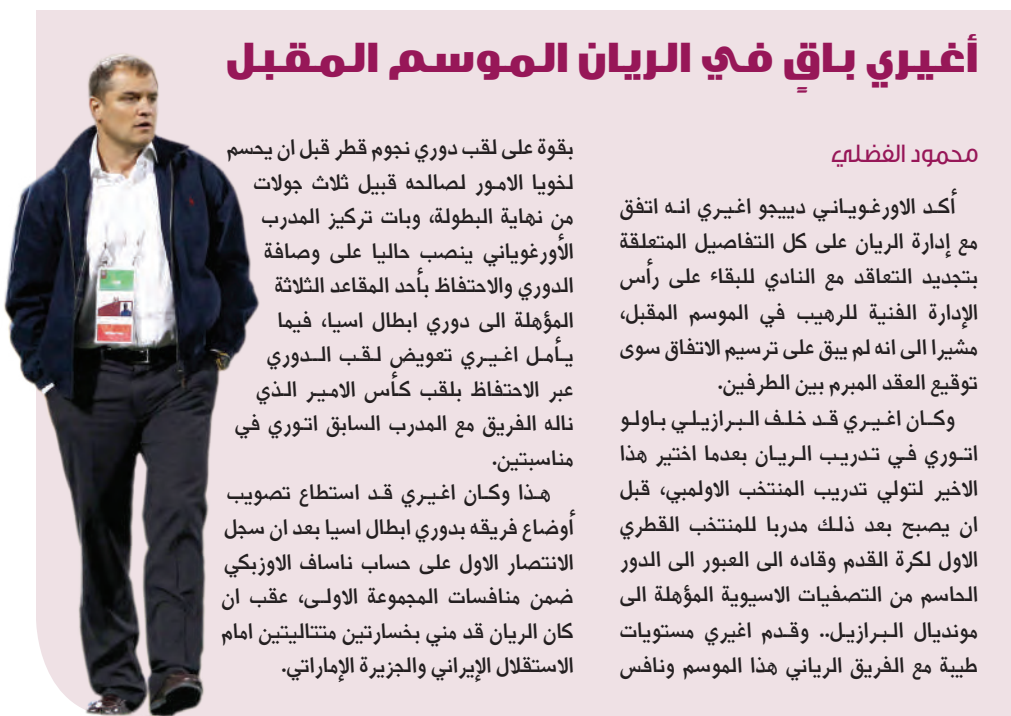 أغيري باقٍ في الريان الموسم المقبل
محمود الفضلي
أكد الاورغوياني دييجو اغيري انه اتفق
مع إدارة الريان على كل التفاصيل المتعلقة
بتجديد التعاقد مع النادي للبقاء على رأس
الإدارة الفنية للرهيب في الموسم المقبل،
مشيرا الى انه لم يبق على ترسيم الاتفاق سوى
توقيع العقد المبرم بين الطرفين.
وكان اغيري قد خلف البرازيلي باولو
اتوري في تدريب الريان بعدما اختير هذا
الاخير لتولي تدريب المنتخب الاولمبي، قبل
ان يصبح بعد ذلك مدربا للمنتخب القطري
الاول لكرة القدم وقاده الى العبور الى الدور
الحاسم من التصفيات الاسيوية المؤهلة الى
مونديال البرازيل.. وقدم اغيري مستويات
طيبة مع الفريق الرياني هذا الموسم ونافس
بقوة على لقب دوري نجوم قطر قبل ان يحسم
لخويا الامور لصالحه قبيل ثلاث جولات
من نهاية البطولة، وبات تركيز المدرب
الأورغوياني ينصب حاليا على وصافة
الدوري والاحتفاظ بأحد المقاعد الثلاثة
المؤهلة الى دوري ابطال اسيا، فيما
يأمل اغيري تعويض لقب الدوري
عبر الاحتفاظ بلقب كأس الامير الذي
ناله الفريق مع المدرب السابق اتوري في
مناسبتين.
هذا وكان اغيري قد استطاع تصويب
أوضاع فريقه بدوري ابطال اسيا بعد ان سجل
الانتصار الاول على حساب ناساف الاوزبكي
ضمن منافسات المجموعة الاولى، عقب ان
كان الريان قد مني بخسارتين متتاليتين امام
الاستقلال الإيراني والجزيرة الإماراتي.